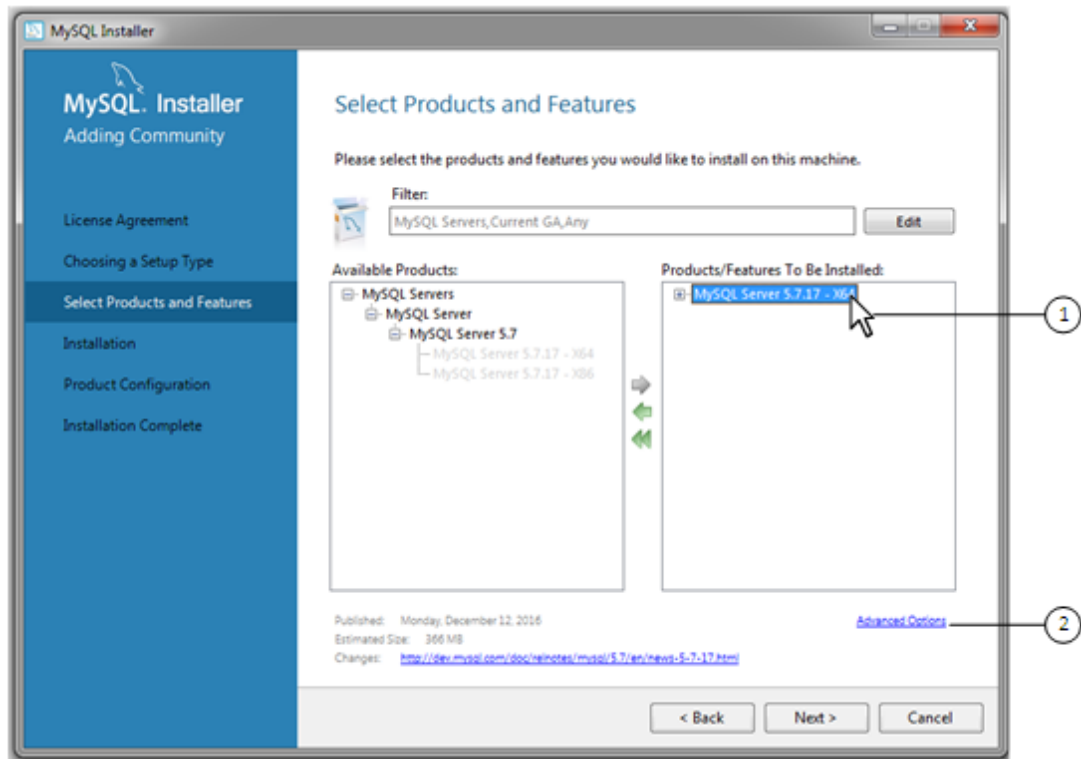 MySQL Installer
MySQL. Installer
Adding Community
License Agreement
Choosing a Setup Type
Select Products and Features
Installation
Product Configuration
Installation Complete
Select Products and Features
Please select the products and features you would like to install on this machine.
Filter:
MySQL Servers,Current GA,Any
Edit
Available Products:
MySQL Servers
MySQL Server
MySQL Server 5.7
MySQL Server 5.7.17 - X64
MySQL Server 5.7.17 - X86
Products/Features To Be Installed:
MySQL Server 5.7.17 - X64
1
Published: Monday, December 12, 2016
Advanced Options
2
Estimated Size: 366 MB
Changes: http://dev.mysql.com/doc/relnotes/mysql/5.7/en/news-5-7-17.html
< Back
Next >
Cancel